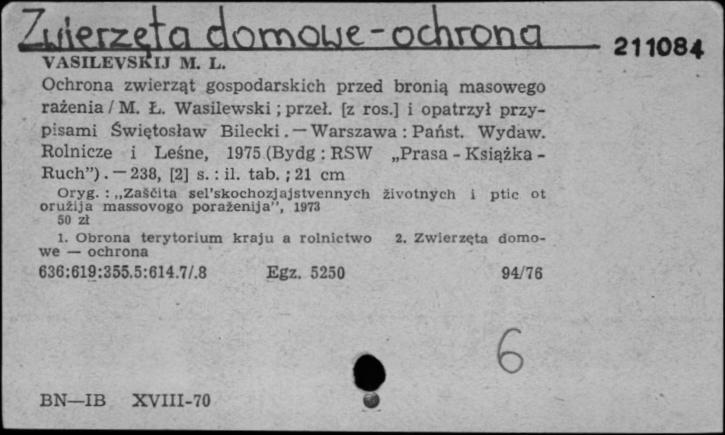 Zwierzęta domowe - ochrona
211084
VASILEVSKIJ M. L.
Ochrona zwierząt gospodarskich przed bronią masowego
rażenia / M. Ł. Wasilewski ; przeł. [z ros.] i opatrzył przy-
pisami Świętosław Bilecki. — Warszawa : Państ. Wydaw.
Rolnicze i Leśne, 1975 (Bydg : RSW „Prasa - Książka -
Ruch”). — 238, [2] s. : il. tab. ; 21 cm
Oryg. : „Zaščita sel'skochozjajstvennych životnych i ptic ot
oružija massovogo poraženija”, 1973
50 zł
1. Obrona terytorium kraju a rolnictwo 2. Zwierzęta domo-
we — ochrona
636:619:355.5:614.7/.8 Egz. 5250 94/76
6
BN—IB XVIII-70